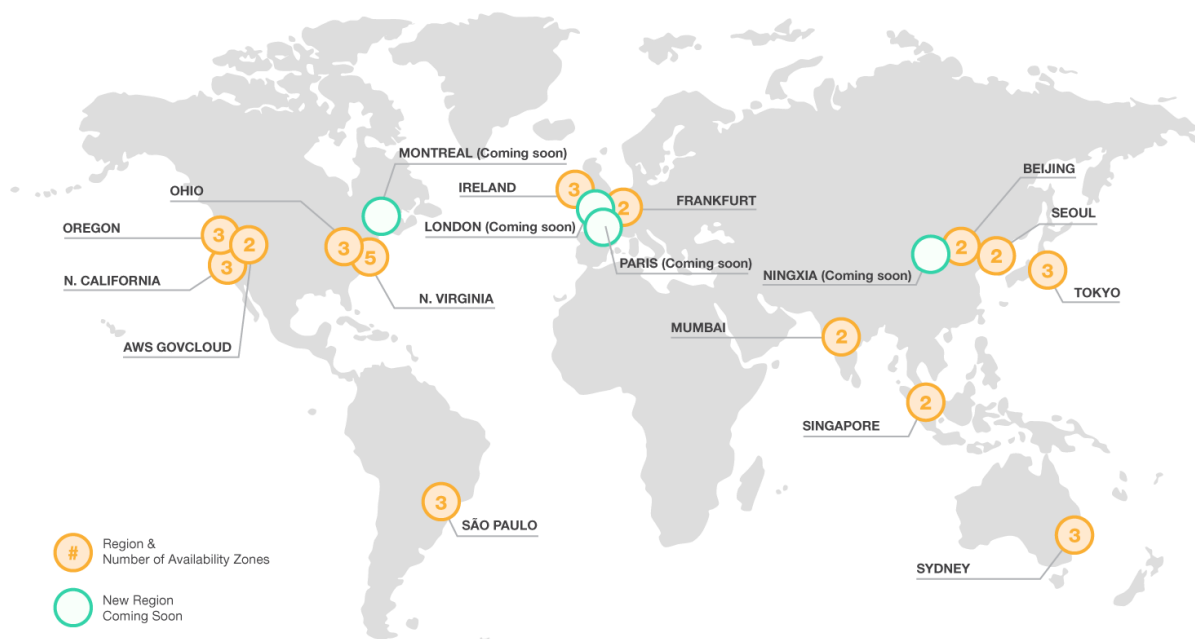 MONTREAL (Coming soon)
IRELAND
3
OHIO
2
FRANKFURT
BEIJING
SEOUL
OREGON
3
2
LONDON (Coming soon)
3
5
2
2
PARIS (Coming soon)
NINGXIA (Coming soon)
3
N. CALIFORNIA
3
N. VIRGINIA
TOKYO
MUMBAI
2
AWS GOVCLOUD
2
SINGAPORE
3
SÃO PAULO
3
SYDNEY
#
Region &
Number of Availability Zones
New Region
Coming Soon